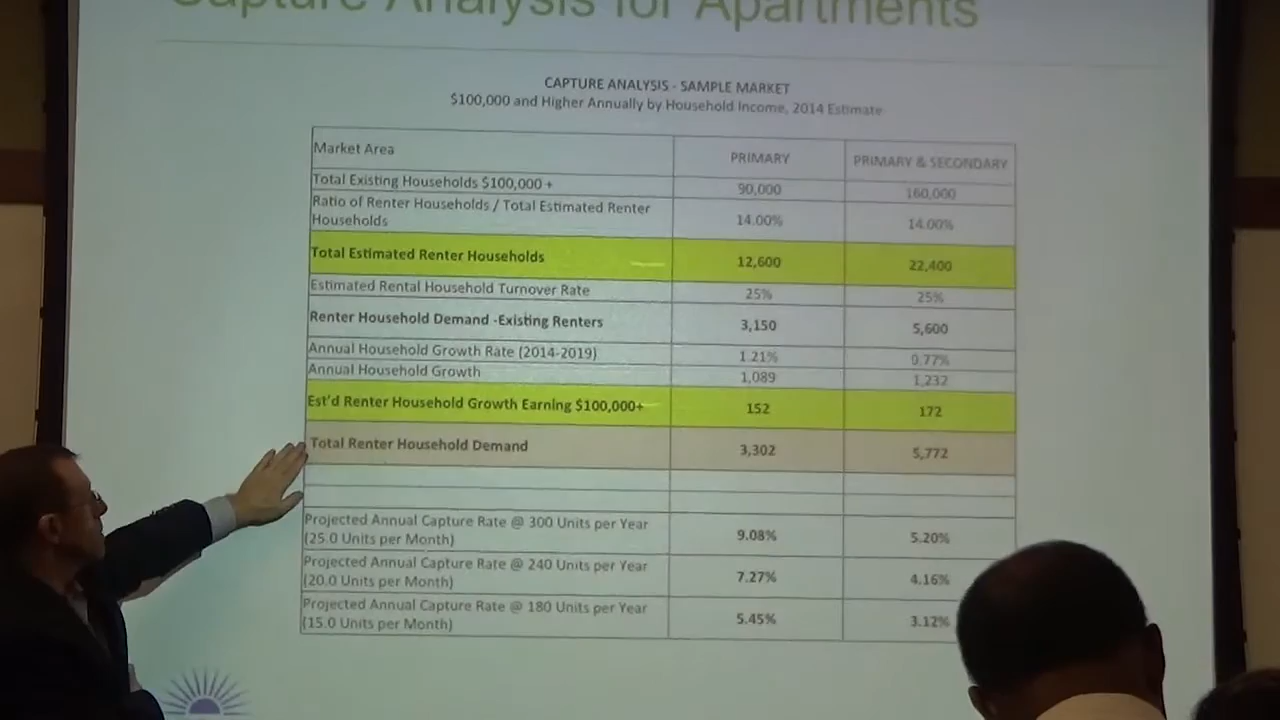 Capture Analysis for Apartments
CAPTURE ANALYSIS - SAMPLE MARKET
$100,000 and Higher Annually by Household Income, 2014 Estimate
Market Area PRIMARY PRIMARY & SECONDARY
Total Existing Households $100,000 + 90,000 160,000
Ratio of Renter Households / Total Estimated Renter
Households 14.00% 14.00%
Total Estimated Renter Households 12,600 22,400
Estimated Rental Household Turnover Rate 25% 25%
Renter Household Demand -Existing Renters 3,150 5,600
Annual Household Growth Rate (2014-2019) 1.21% 0.77%
Annual Household Growth 1,089 1,232
Est'd Renter Household Growth Earning $100,000+ 152 172
Total Renter Household Demand 3,302 5,772
Projected Annual Capture Rate @ 300 Units per Year
(25.0 Units per Month) 9.08% 5.20%
Projected Annual Capture Rate @ 240 Units per Year
(20.0 Units per Month) 7.27% 4.16%
Projected Annual Capture Rate @ 180 Units per Year
(15.0 Units per Month) 5.45% 3.12%